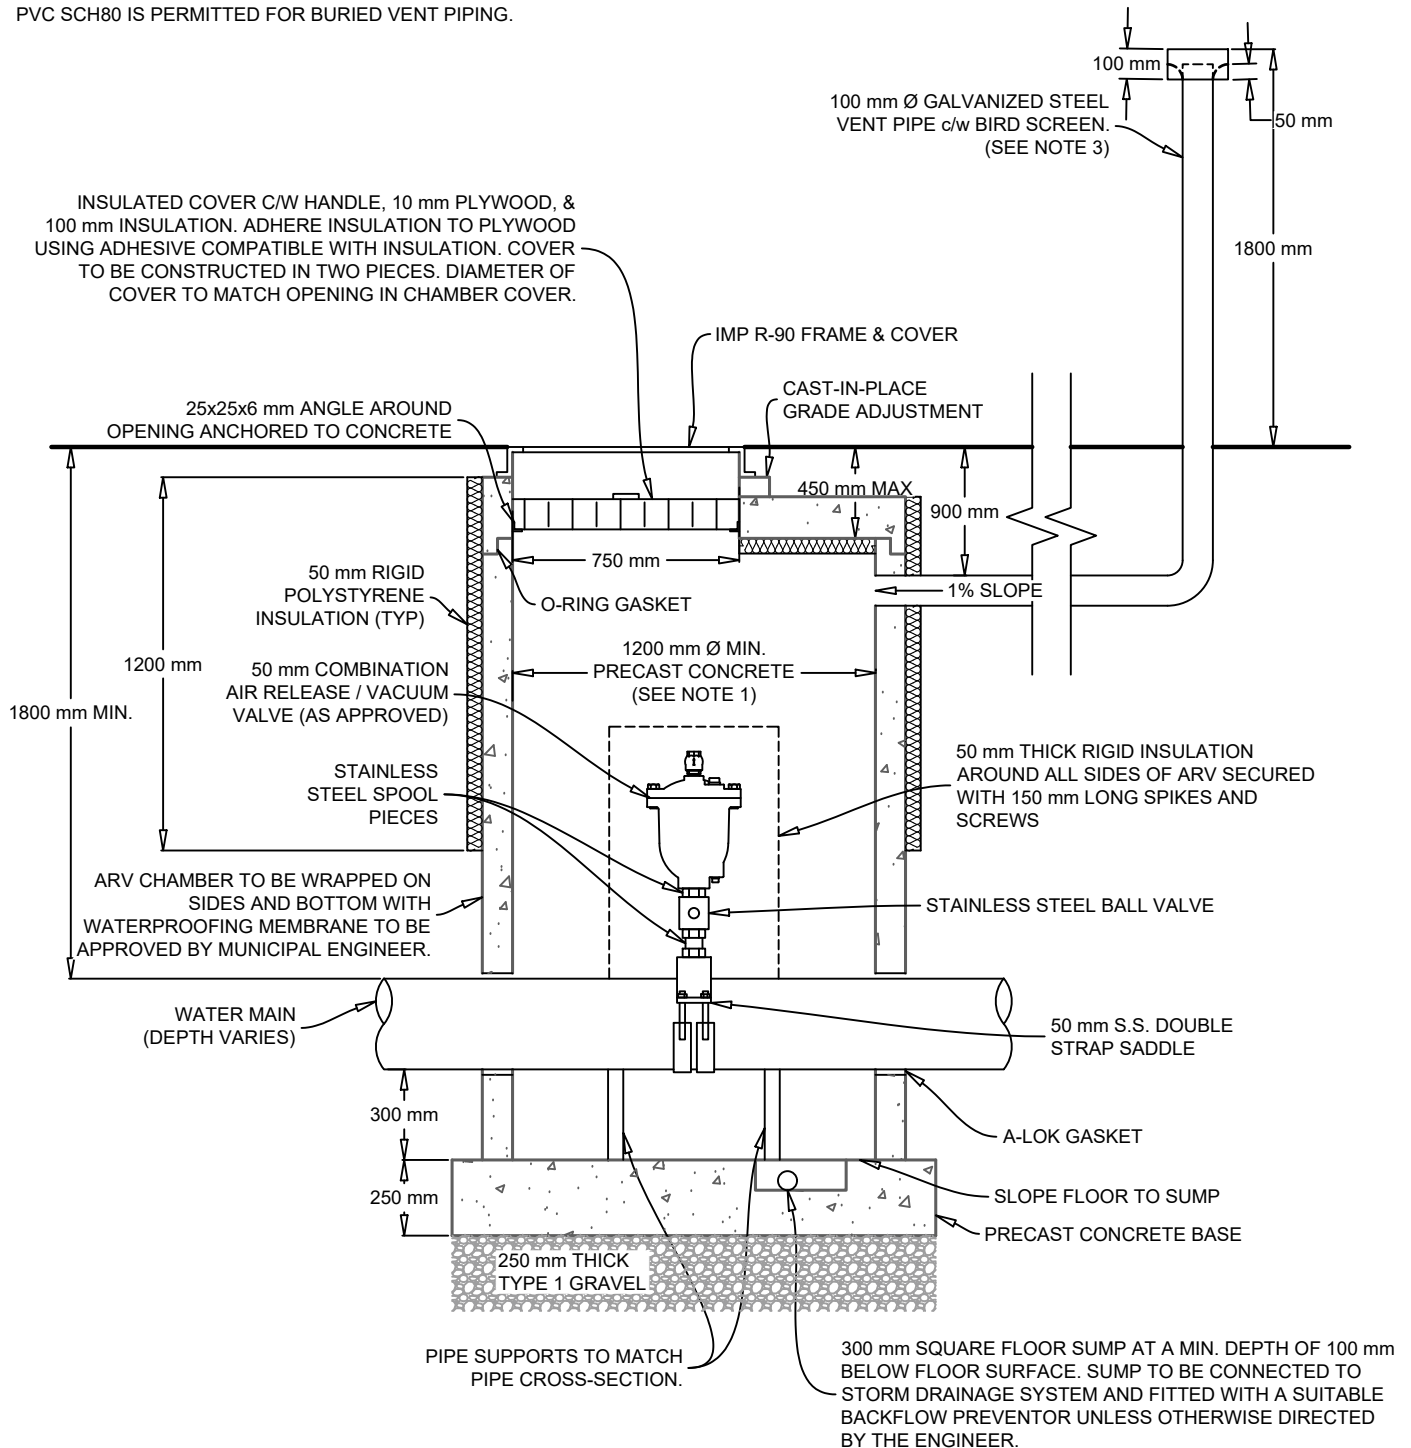 PVC SCH80 IS PERMITTED FOR BURIED VENT PIPING.
100 mm
50 mm
100 mm Ø GALVANIZED STEEL
VENT PIPE c/w BIRD SCREEN.
(SEE NOTE 3)
1800 mm
INSULATED COVER C/W HANDLE, 10 mm PLYWOOD, &
100 mm INSULATION. ADHERE INSULATION TO PLYWOOD
USING ADHESIVE COMPATIBLE WITH INSULATION. COVER
TO BE CONSTRUCTED IN TWO PIECES. DIAMETER OF
COVER TO MATCH OPENING IN CHAMBER COVER.
IMP R-90 FRAME & COVER
CAST-IN-PLACE
GRADE ADJUSTMENT
25x25x6 mm ANGLE AROUND
OPENING ANCHORED TO CONCRETE
450 mm MAX
900 mm
750 mm
50 mm RIGID
POLYSTYRENE
INSULATION (TYP)
O-RING GASKET
1% SLOPE
1200 mm
1200 mm Ø MIN.
PRECAST CONCRETE
(SEE NOTE 1)
50 mm COMBINATION
AIR RELEASE / VACUUM
VALVE (AS APPROVED)
1800 mm MIN.
STAINLESS
STEEL SPOOL
PIECES
50 mm THICK RIGID INSULATION
AROUND ALL SIDES OF ARV SECURED
WITH 150 mm LONG SPIKES AND
SCREWS
ARV CHAMBER TO BE WRAPPED ON
SIDES AND BOTTOM WITH
WATERPROOFING MEMBRANE TO BE
APPROVED BY MUNICIPAL ENGINEER.
STAINLESS STEEL BALL VALVE
WATER MAIN
(DEPTH VARIES)
50 mm S.S. DOUBLE
STRAP SADDLE
300 mm
A-LOK GASKET
250 mm
SLOPE FLOOR TO SUMP
PRECAST CONCRETE BASE
250 mm THICK
TYPE 1 GRAVEL
PIPE SUPPORTS TO MATCH
PIPE CROSS-SECTION.
300 mm SQUARE FLOOR SUMP AT A MIN. DEPTH OF 100 mm
BELOW FLOOR SURFACE. SUMP TO BE CONNECTED TO
STORM DRAINAGE SYSTEM AND FITTED WITH A SUITABLE
BACKFLOW PREVENTOR UNLESS OTHERWISE DIRECTED
BY THE ENGINEER.